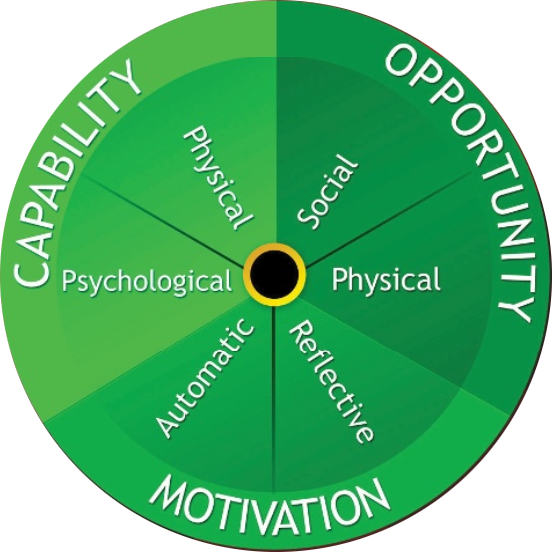 CAPABILITY
Physical
Psychological
OPPORTUNITY
Social
Physical
MOTIVATION
Automatic
Reflective